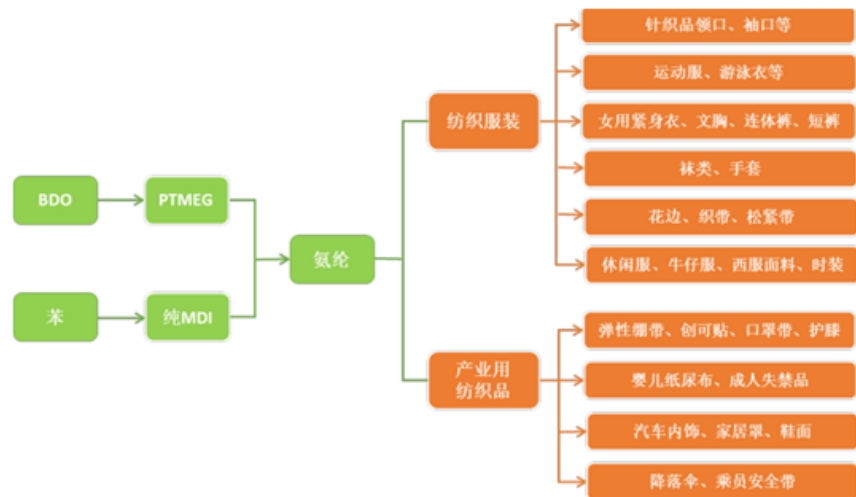 BDO
PTMEG
苯
纯MDI
氨纶
纺织服装
针织品领口、袖口等
运动服、游泳衣等
女用紧身衣、文胸、连体裤、短裤
袜类、手套
花边、织带、松紧带
休闲服、牛仔服、西服面料、时装
产业用
纺织品
弹性绷带、创可贴、口罩带、护膝
婴儿纸尿布、成人失禁品
汽车内饰、家居罩、鞋面
降落伞、乘员安全带